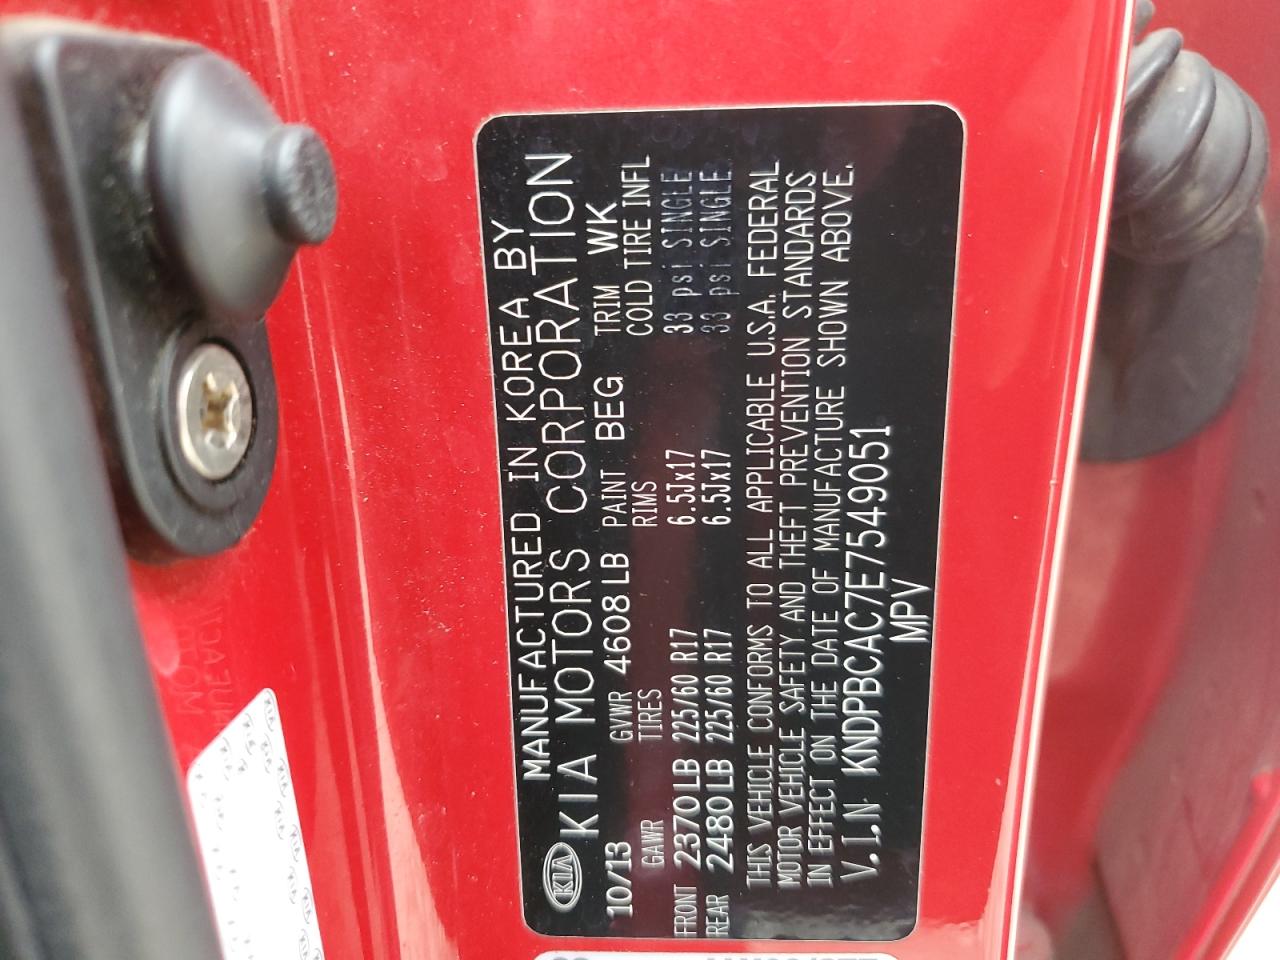 MANUFACTURED IN KOREA BY
KIA KIA MOTORS CORPORATION
10/13 GVWR 4608LB PAINT BEG TRIM WK
GAWR TIRES RIMS COLD TIRE INFL
FRONT 2370LB 225/60 R17 6.5Jx17 33 psi SINGLE
REAR 2480LB 225/60 R17 6.5Jx17 33 psi SINGLE
THIS VEHICLE CONFORMS TO ALL APPLICABLE U.S.A. FEDERAL
MOTOR VEHICLE SAFETY AND THEFT PREVENTION STANDARDS
IN EFFECT ON THE DATE OF MANUFACTURE SHOWN ABOVE.
V.I.N KNDPBCAC7E7549051
MPV